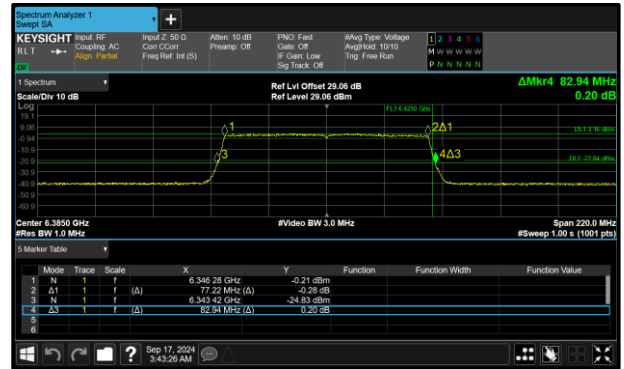 Spectrum Analyzer 1
Swept SA
+
KEYSIGHT Input: RF Input Z: 50 Ω Atten: 10 dB PNO: Fast #Avg Type: Voltage 1 2 3 4 5 6
RLT Coupling: AC Corr CCorr Preamp: Off Gate: Off Avg|Hold: 10/10 M W W W W W
Align: Partial Freq Ref: Int (S) IF Gain: Low Trig: Free Run
Sig Track: Off P N N N N N
LXI
1 Spectrum
Ref Lvl Offset 29.06 dB ΔMkr4 82.94 MHz
Scale/Div 10 dB Ref Level 29.06 dBm 0.20 dB
Log
FL3 6.4250 GHz
19.1
9.06
-0.94
-10.9
-20.9
-30.9
-40.9
-50.9
-60.9
1
2Δ1
3
4Δ3
DL1 3.16 dBm
DL2 -22.84 dBm
Center 6.3850 GHz #Video BW 3.0 MHz Span 220.0 MHz
#Res BW 1.0 MHz #Sweep 1.00 s (1001 pts)
5 Marker Table
Mode Trace Scale X Y Function Function Width Function Value
1 N 1 f 6.346 28 GHz -0.21 dBm
2 Δ1 1 f (Δ) 77.22 MHz (Δ) -0.28 dB
3 N 1 f 6.343 42 GHz -24.83 dBm
4 Δ3 1 f (Δ) 82.94 MHz (Δ) 0.20 dB
5
6
? Sep 17, 2024
3:43:26 AM